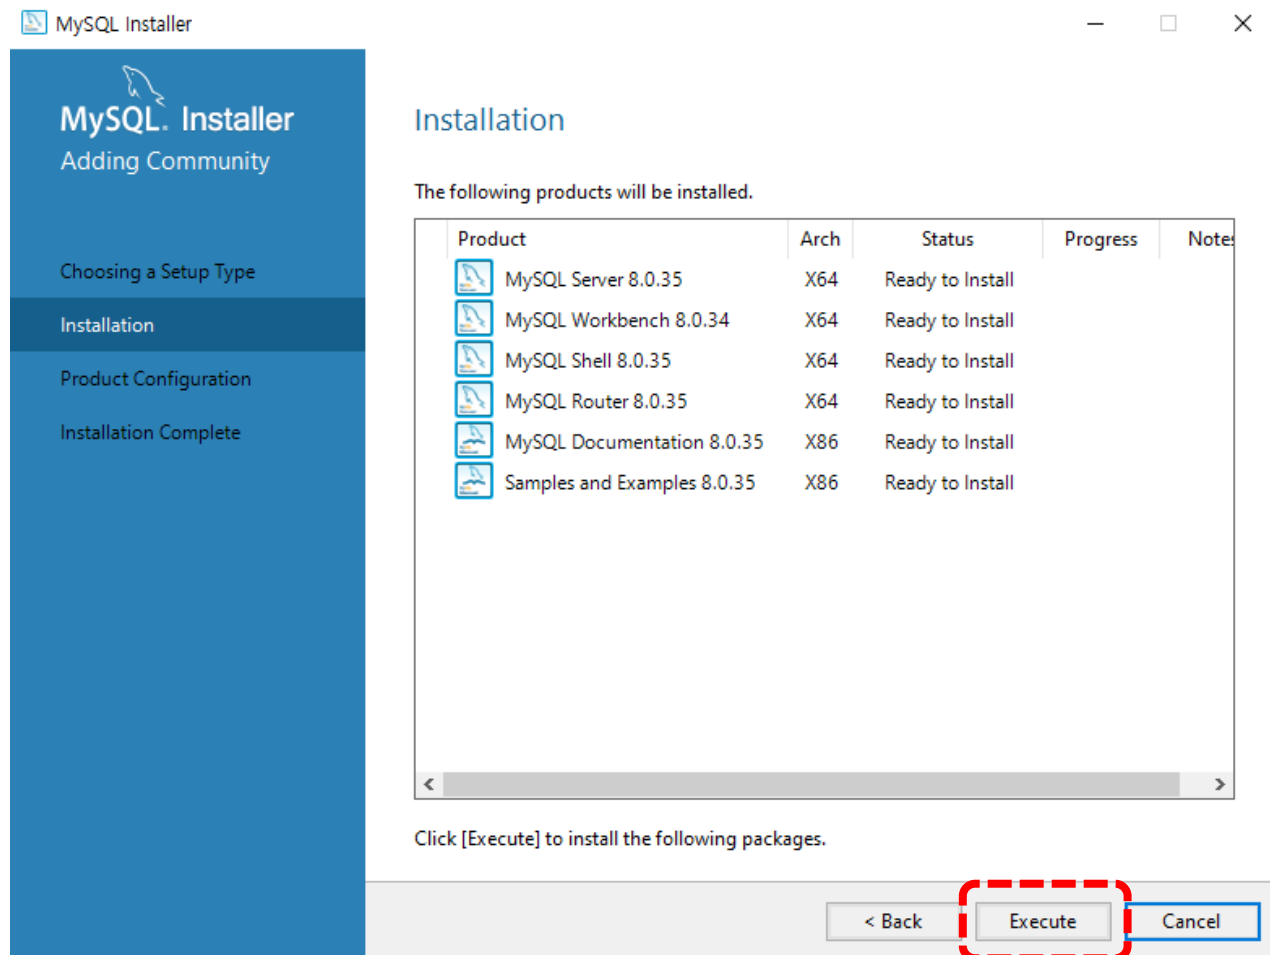 MySQL Installer
MySQL. Installer
Adding Community
Choosing a Setup Type
Installation
Product Configuration
Installation Complete
Installation
The following products will be installed.
Product Arch Status Progress Notes
MySQL Server 8.0.35 X64 Ready to Install
MySQL Workbench 8.0.34 X64 Ready to Install
MySQL Shell 8.0.35 X64 Ready to Install
MySQL Router 8.0.35 X64 Ready to Install
MySQL Documentation 8.0.35 X86 Ready to Install
Samples and Examples 8.0.35 X86 Ready to Install
Click [Execute] to install the following packages.
< Back Execute Cancel